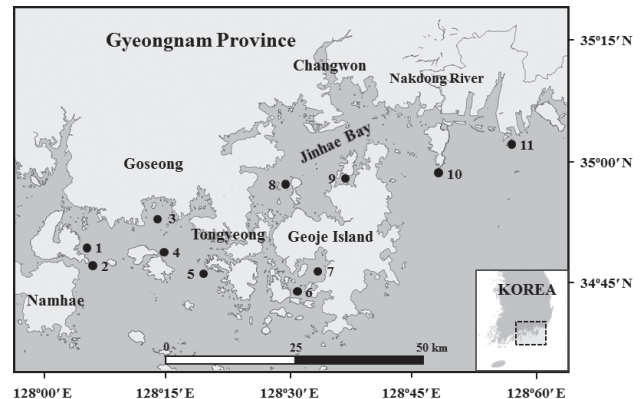 Gyeongnam Province
Changwon
Nakdong River
Jinhae Bay
Goseong
Tongyeong
Geoje Island
Namhae
1
2
3
4
5
6
7
8
9
10
11
KOREA
0 25 50 km
35°15′N
35°00′N
34°45′N
128°00′E 128°15′E 128°30′E 128°45′E 128°60′E